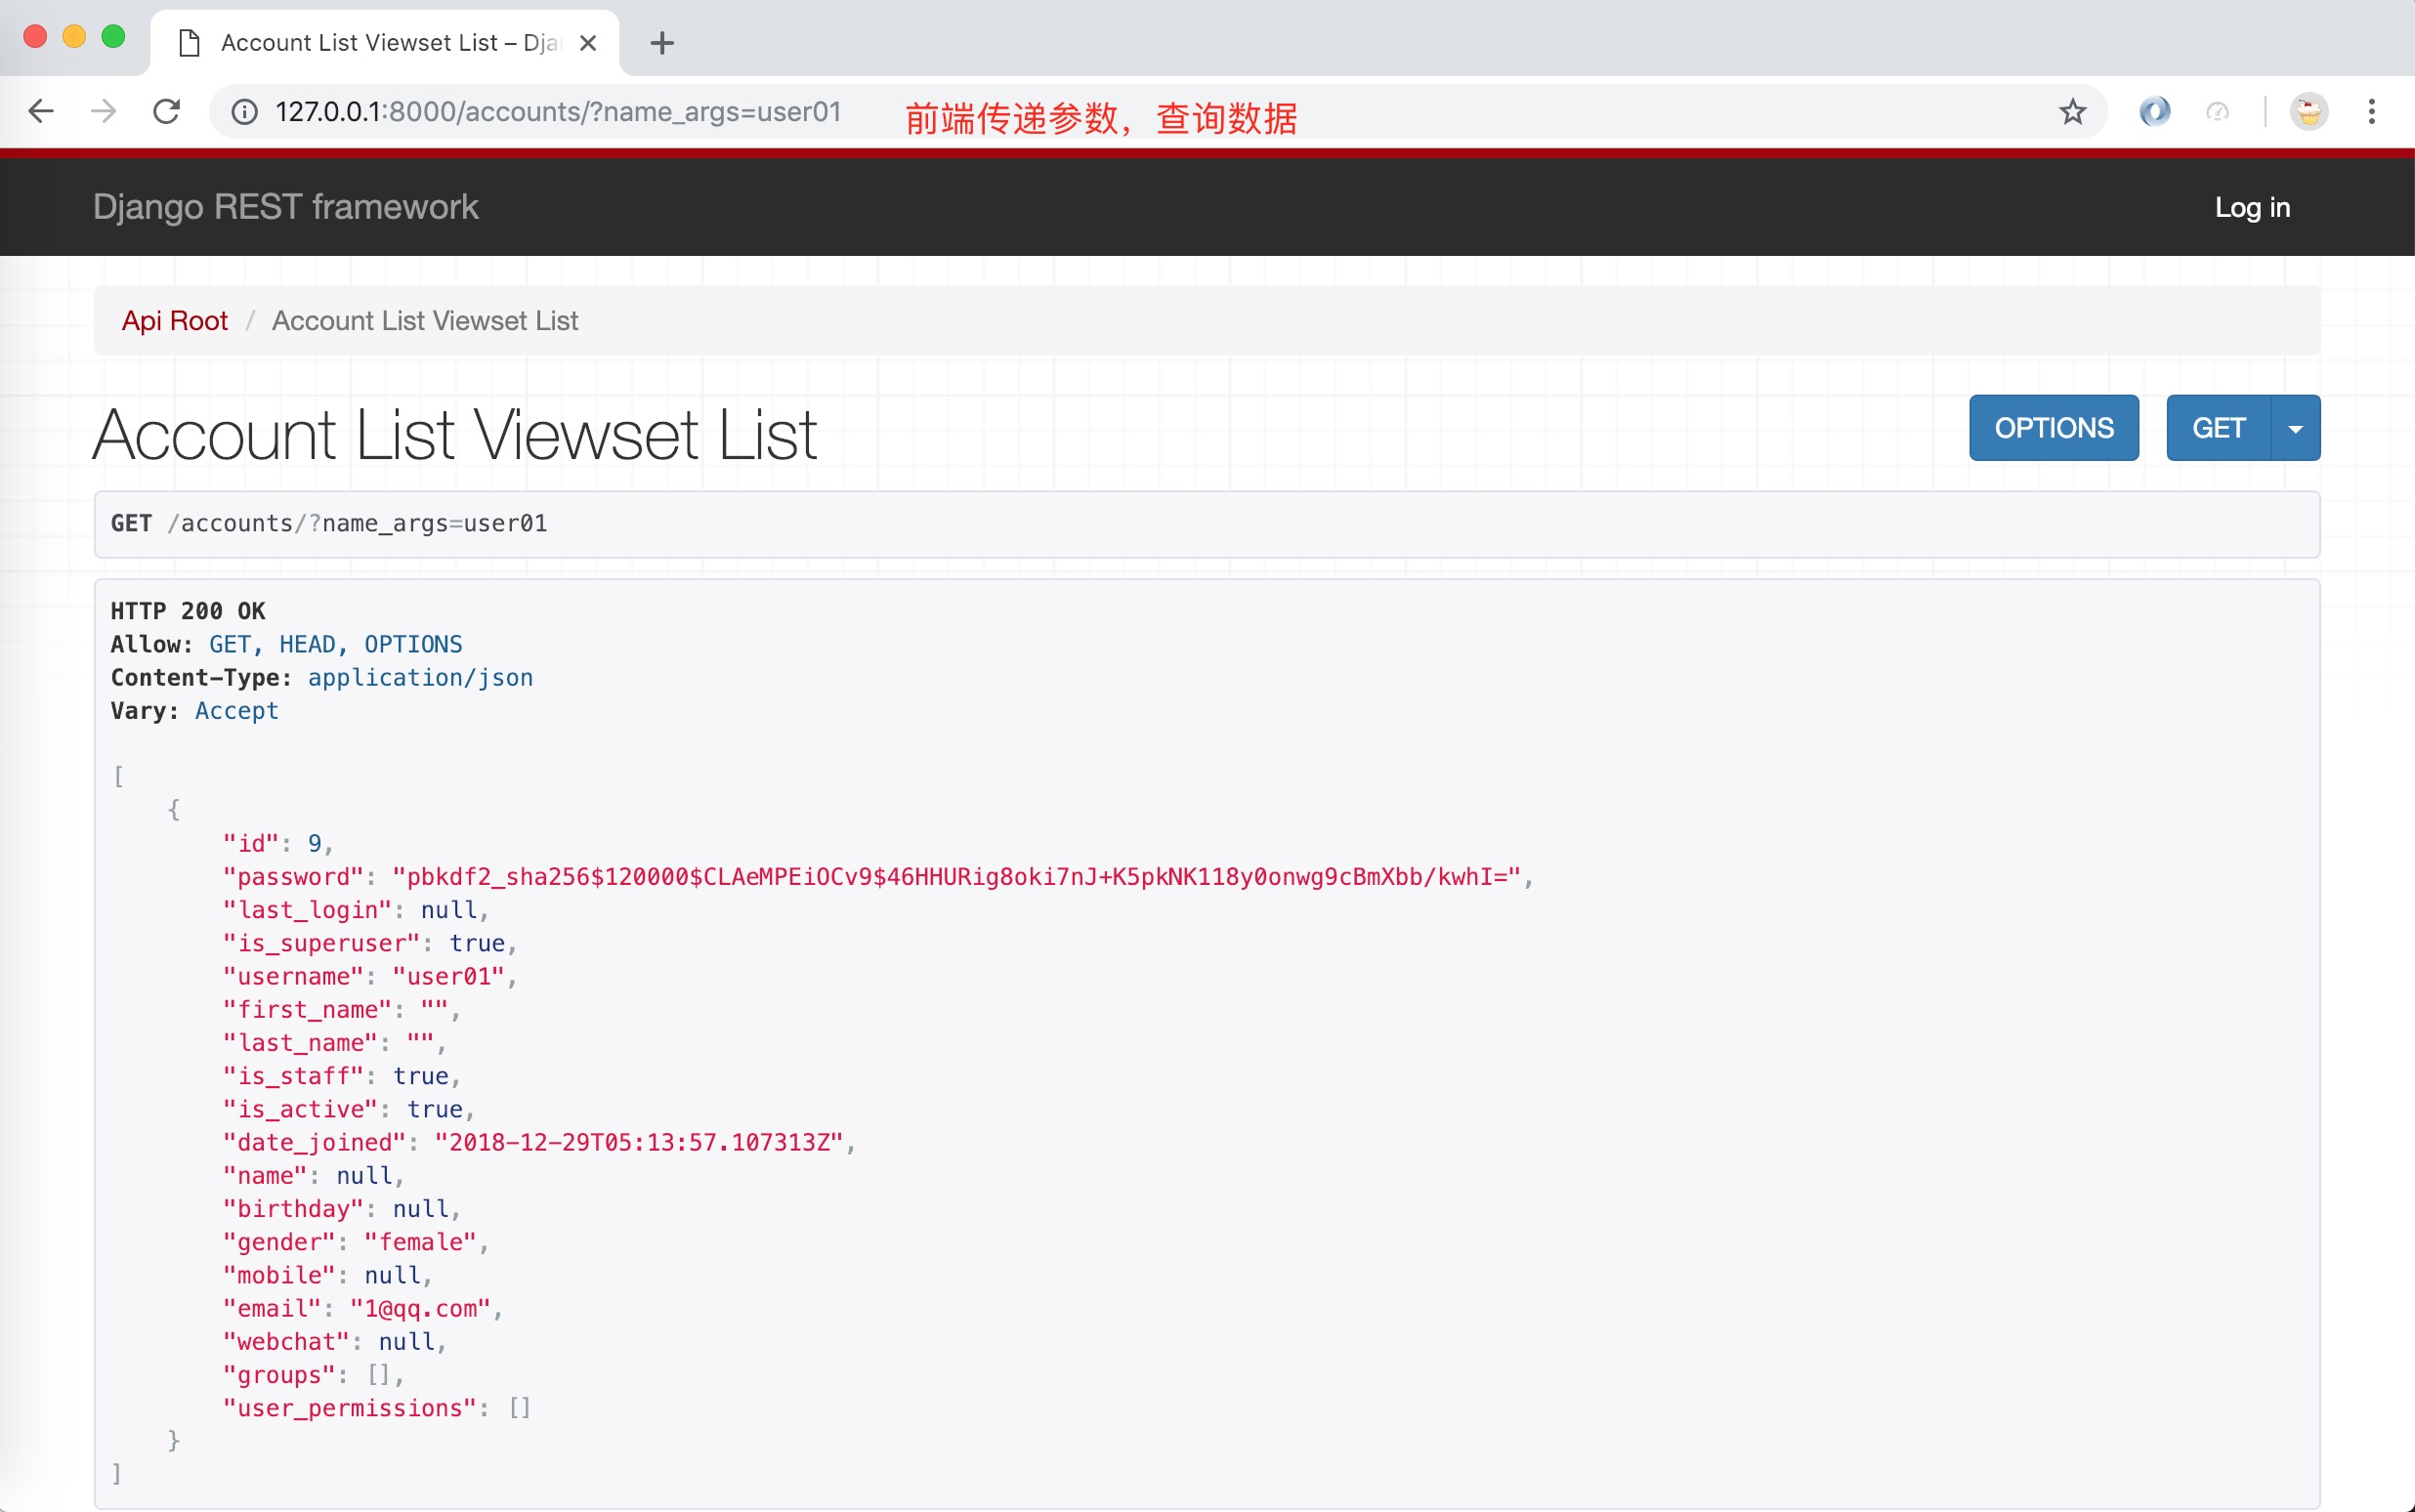 Account List Viewset List – Dja
127.0.0.1:8000/accounts/?name_args=user01 前端传递参数，查询数据
Django REST framework Log in
Api Root / Account List Viewset List
Account List Viewset List OPTIONS GET
GET /accounts/?name_args=user01
HTTP 200 OK
Allow: GET, HEAD, OPTIONS
Content-Type: application/json
Vary: Accept
[
    {
        "id": 9,
        "password": "pbkdf2_sha256$120000$CLAeMPEiOCv9$46HHURig8oki7nJ+K5pkNK118y0onwg9cBmXbb/kwhI=",
        "last_login": null,
        "is_superuser": true,
        "username": "user01",
        "first_name": "",
        "last_name": "",
        "is_staff": true,
        "is_active": true,
        "date_joined": "2018-12-29T05:13:57.107313Z",
        "name": null,
        "birthday": null,
        "gender": "female",
        "mobile": null,
        "email": "1@qq.com",
        "webchat": null,
        "groups": [],
        "user_permissions": []
    }
]